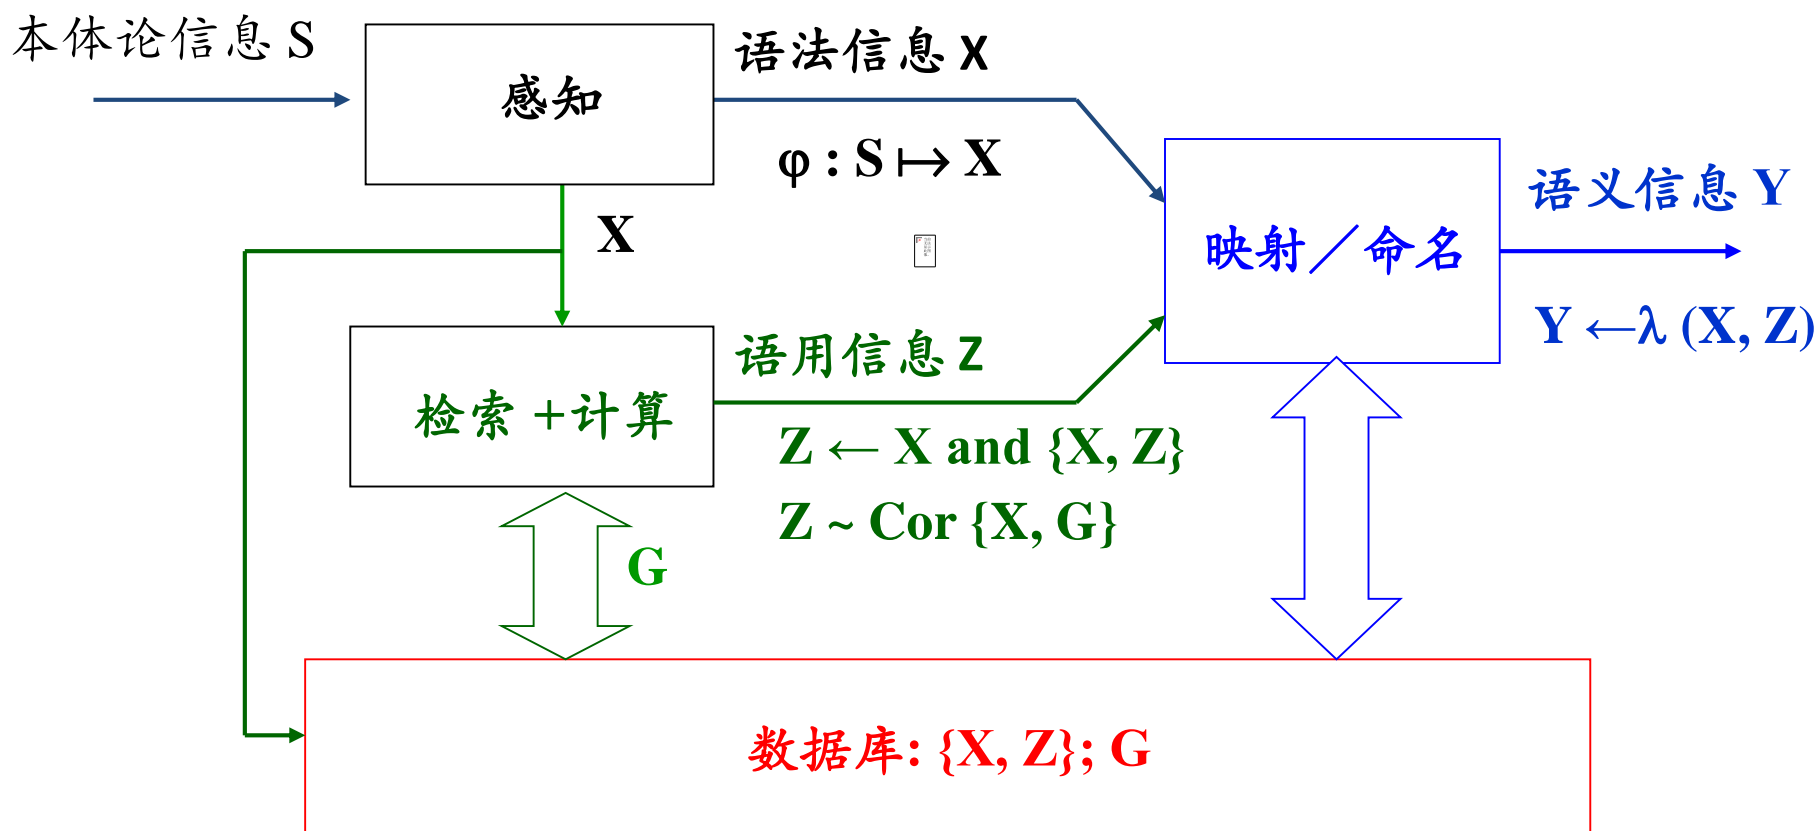 本体论信息 S
感知
语法信息 X
φ : S ↦ X
X
映射／命名
语义信息 Y
Y ←λ (X, Z)
检索 +计算
语用信息 Z
Z ← X and {X, Z}
Z ~ Cor {X, G}
G
数据库: {X, Z}; G